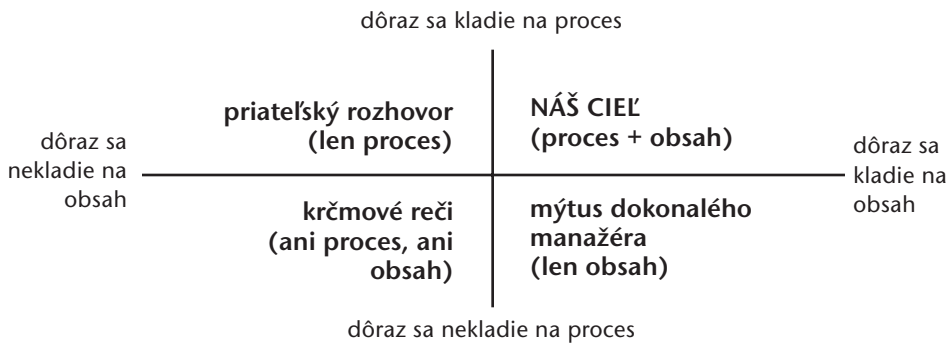 dôraz sa kladie na proces
priateľský rozhovor
(len proces)
NÁŠ CIEĽ
(proces + obsah)
dôraz sa
nekladie na
obsah
dôraz sa
kladie na
obsah
krčmové reči
(ani proces, ani
obsah)
mýtus dokonalého
manažéra
(len obsah)
dôraz sa nekladie na proces